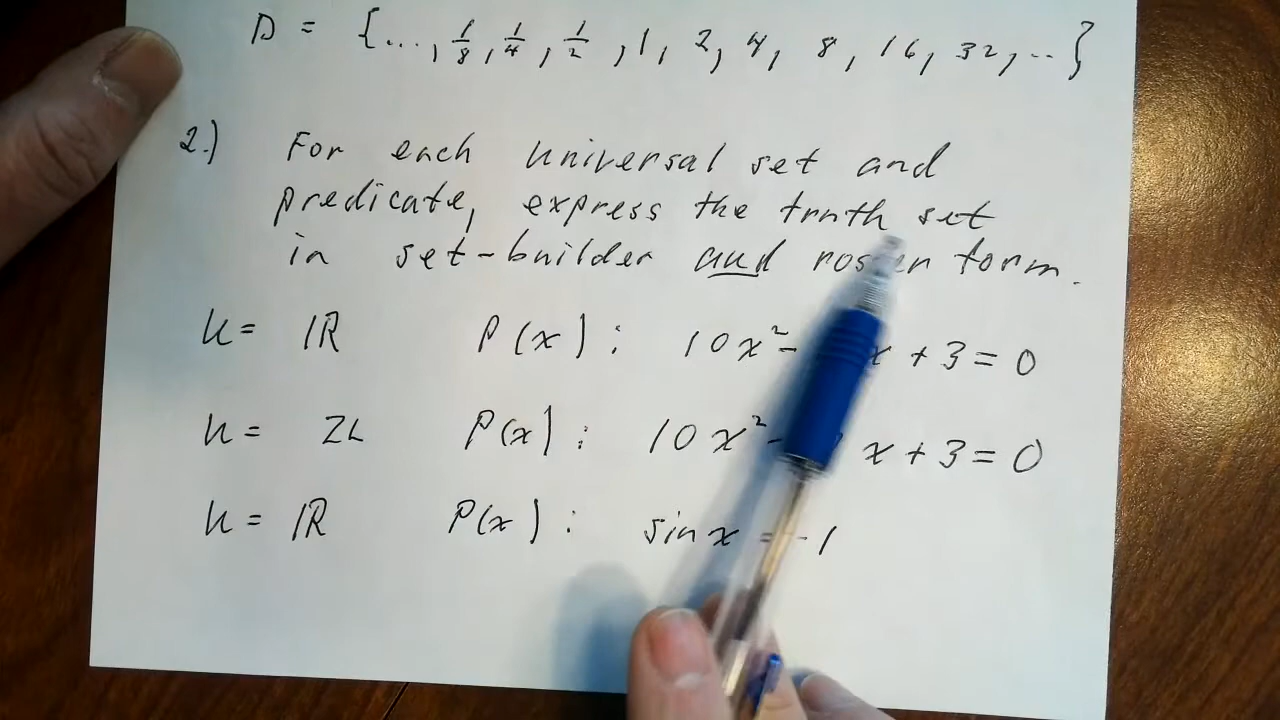 D = {..., 1/8, 1/4, 1/2, 1, 2, 4, 8, 16, 32, ...}
2.) For each universal set and
predicate, express the truth set
in set-builder and form.
U = ℝ P(x) : 10x² - x + 3 = 0
U = ℤ P(x) : 10x² - x + 3 = 0
U = ℝ P(x) : sin x = -1